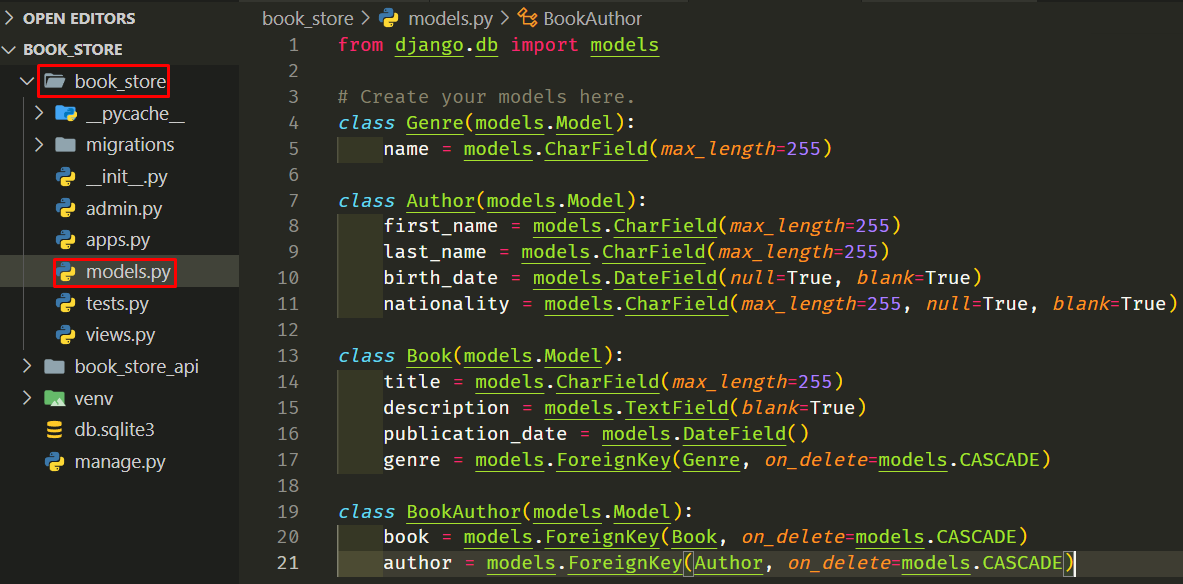 OPEN EDITORS
BOOK_STORE
book_store
__pycache__
migrations
__init__.py
admin.py
apps.py
models.py
tests.py
views.py
book_store_api
venv
db.sqlite3
manage.py
book_store > models.py > BookAuthor
1 from django.db import models
2
3 # Create your models here.
4 class Genre(models.Model):
5     name = models.CharField(max_length=255)
6
7 class Author(models.Model):
8     first_name = models.CharField(max_length=255)
9     last_name = models.CharField(max_length=255)
10     birth_date = models.DateField(null=True, blank=True)
11     nationality = models.CharField(max_length=255, null=True, blank=True)
12
13 class Book(models.Model):
14     title = models.CharField(max_length=255)
15     description = models.TextField(blank=True)
16     publication_date = models.DateField()
17     genre = models.ForeignKey(Genre, on_delete=models.CASCADE)
18
19 class BookAuthor(models.Model):
20     book = models.ForeignKey(Book, on_delete=models.CASCADE)
21     author = models.ForeignKey(Author, on_delete=models.CASCADE)